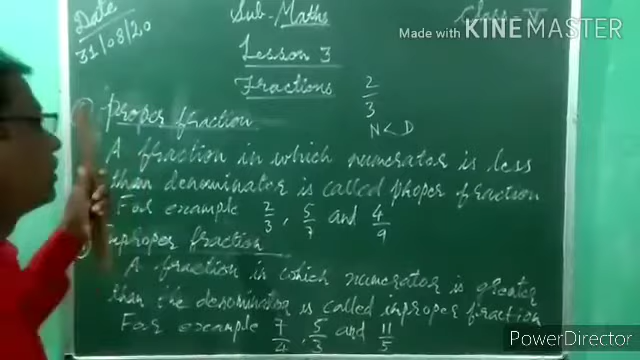 Date
31/08/20
Sub-Maths
Class-V
Made with KINEMASTER
Lesson 3
Fractions
2/3
N < D
Proper fraction
A fraction in which numerator is less
than denominator is called proper fraction
For example 2/3, 5/7 and 4/9
Improper fraction
A fraction in which numerator is greater
than the denominator is called improper fraction
For example 7/4, 5/3 and 11/5
PowerDirector